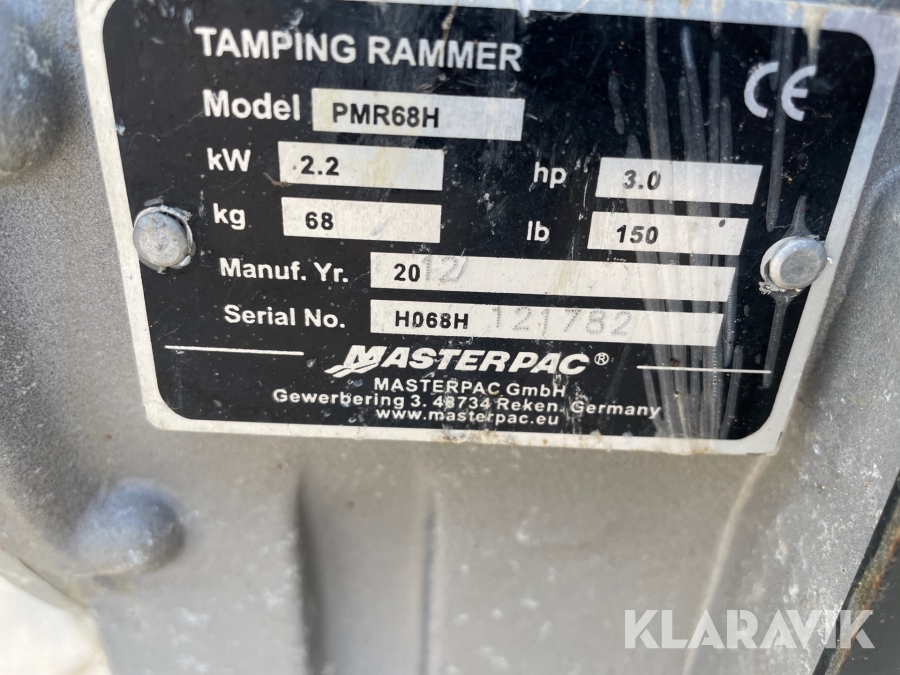 TAMPING RAMMER
CE
Model PMR68H
kW 2.2 hp 3.0
kg 68 lb 150
Manuf. Yr. 2012
Serial No. H068H 121782
MASTERPAC®
MASTERPAC GmbH
Gewerbering 3. 48734 Reken, Germany
www.masterpac.eu
KLARAVIK